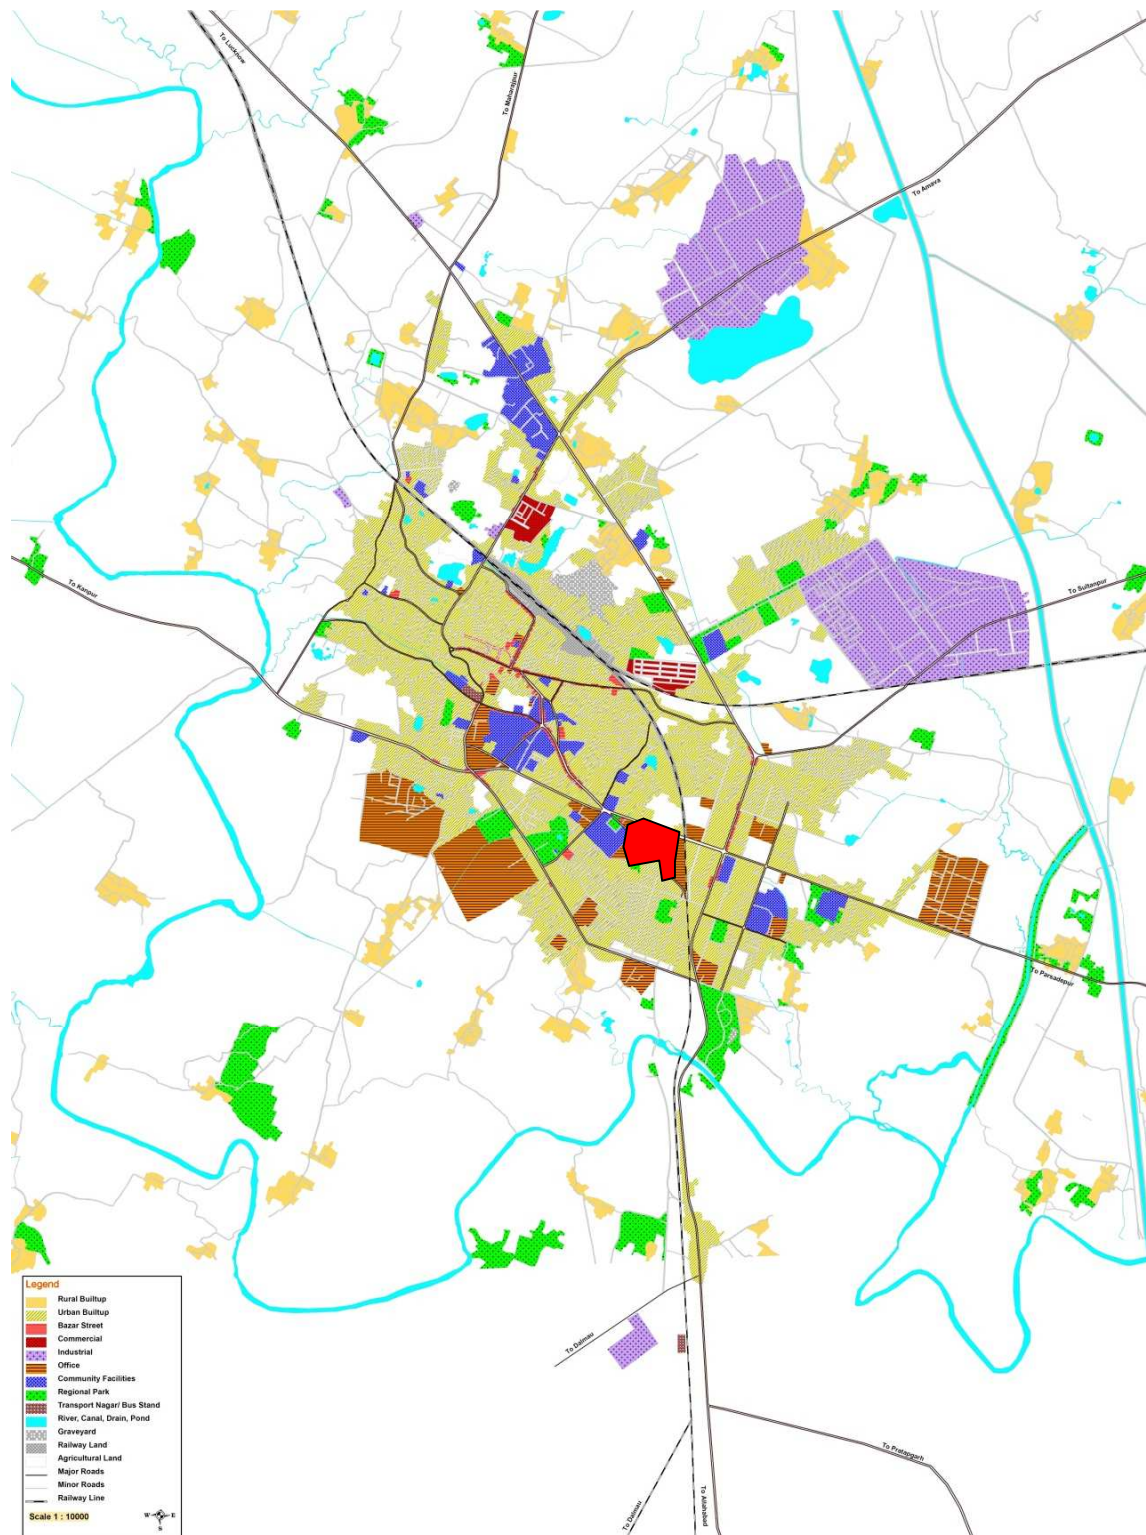 To Lucknow
To Maharajpur
To Amava
To Kanpur
To Sultanpur
To Parsadepur
To Dalmau
To Pratapgarh
To Dalmau
To Allahabad
Legend
Rural Builtup
Urban Builtup
Bazar Street
Commercial
Industrial
Office
Community Facilities
Regional Park
Transport Nagar/ Bus Stand
River, Canal, Drain, Pond
Graveyard
Railway Land
Agricultural Land
Major Roads
Minor Roads
Railway Line
Scale 1 : 10000
W E
S